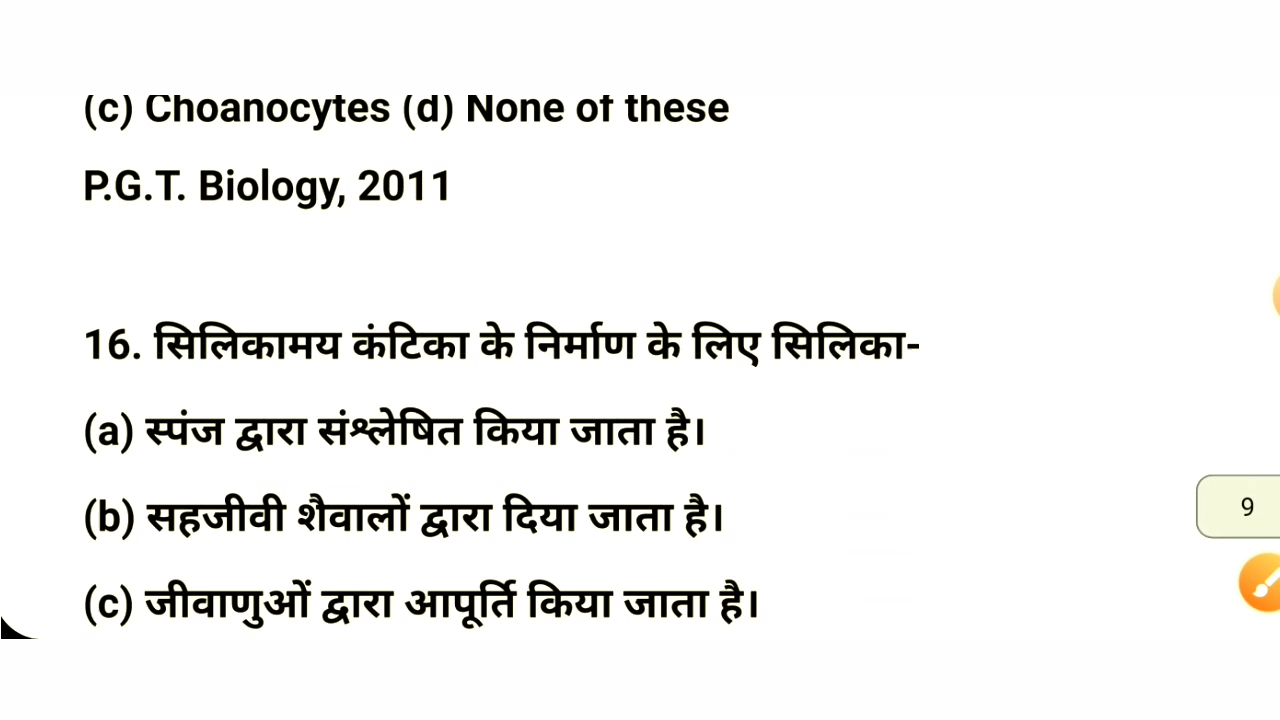 (c) Choanocytes (d) None of these
P.G.T. Biology, 2011
16. सिलिकामय कंटिका के निर्माण के लिए सिलिका-
(a) स्पंज द्वारा संश्लेषित किया जाता है।
(b) सहजीवी शैवालों द्वारा दिया जाता है।
9
(c) जीवाणुओं द्वारा आपूर्ति किया जाता है।